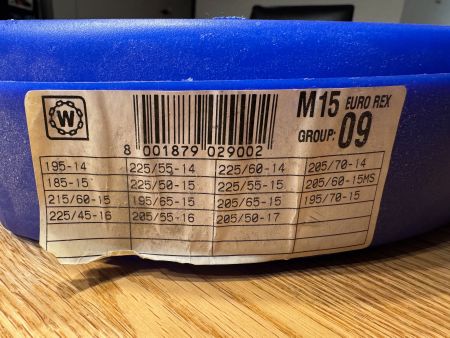 W
M15 EURO REX
GROUP: 09
8 001879 029002
195-14 225/55-14 225/60-14 205/70-14
185-15 225/50-15 225/55-15 205/60-15MS
215/60-15 195/65-15 205/65-15 195/70-15
225/45-16 205/55-16 205/50-17